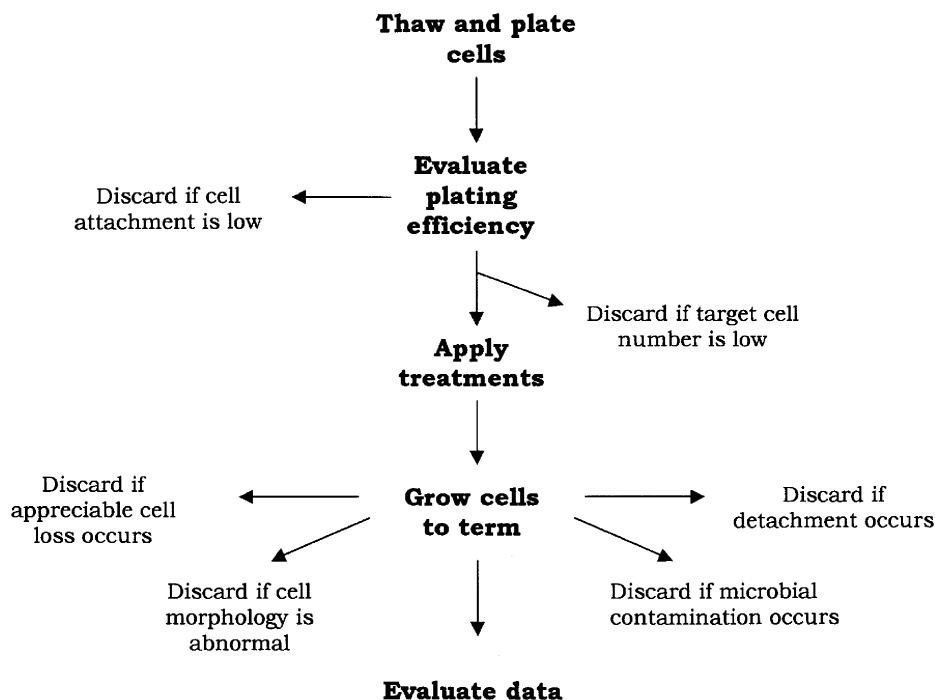 Thaw and plate
cells
Evaluate
plating
efficiency
Discard if cell
attachment is low
Discard if target cell
number is low
Apply
treatments
Grow cells
to term
Discard if
appreciable cell
loss occurs
Discard if
detachment occurs
Discard if cell
morphology is
abnormal
Discard if microbial
contamination occurs
Evaluate data